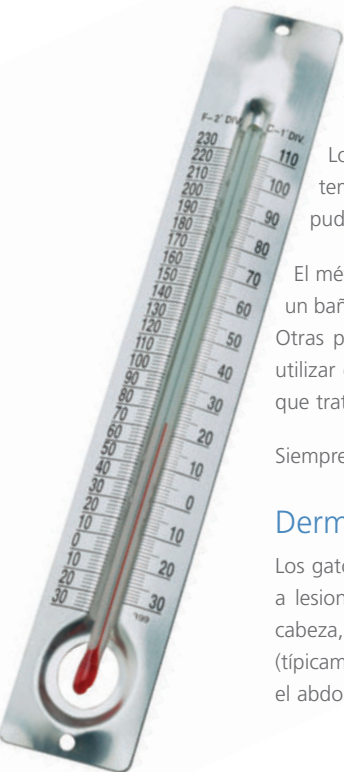 F-2° DIV. C-1° DIV.
230
220
210
200
190
180
170
160
150
140
130
120
110
100
90
80
70
60
50
40
30
20
10
0
10
20
30
110
100
90
80
70
60
50
40
30
20
10
0
10
20
30
Lo
ten
pud
El mé
un bañ
Otras p
utilizar
que trat
Siempre
Derm
Los gato
a lesion
cabeza,
(típicam
el abdo